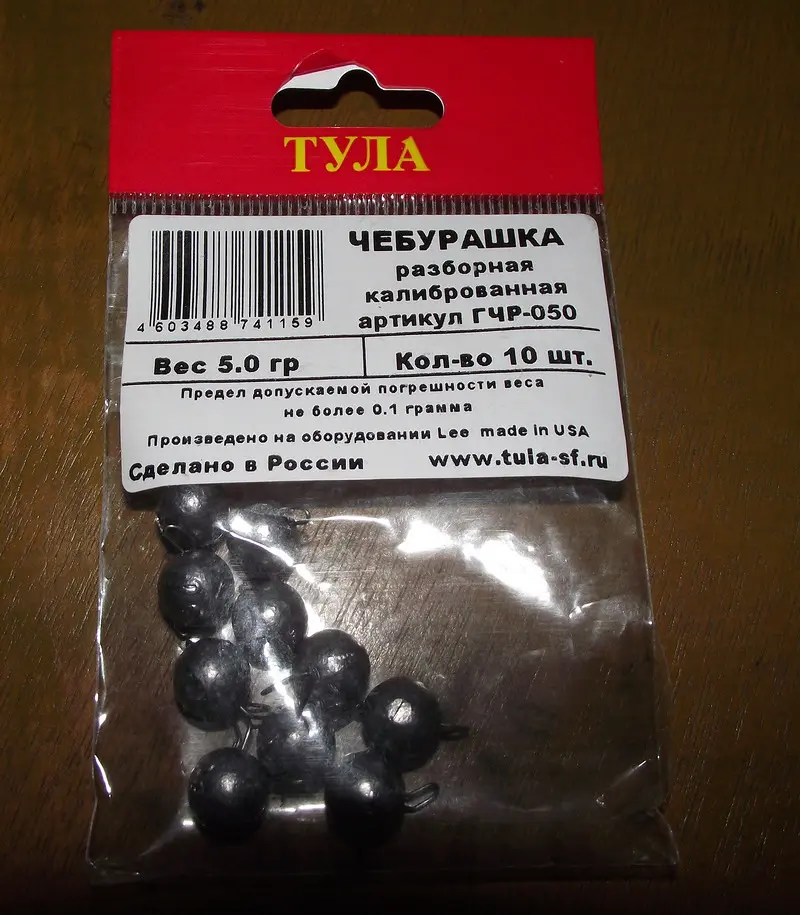 ТУЛА
ЧЕБУРАШКА
разборная
калиброванная
артикул ГЧР-050
4 603488 741159
Вес 5.0 гр
Кол-во 10 шт.
Предел допускаемой погрешности веса
не более 0.1 грамма
Произведено на оборудовании Lee made in USA
Сделано в России
www.tula-sf.ru